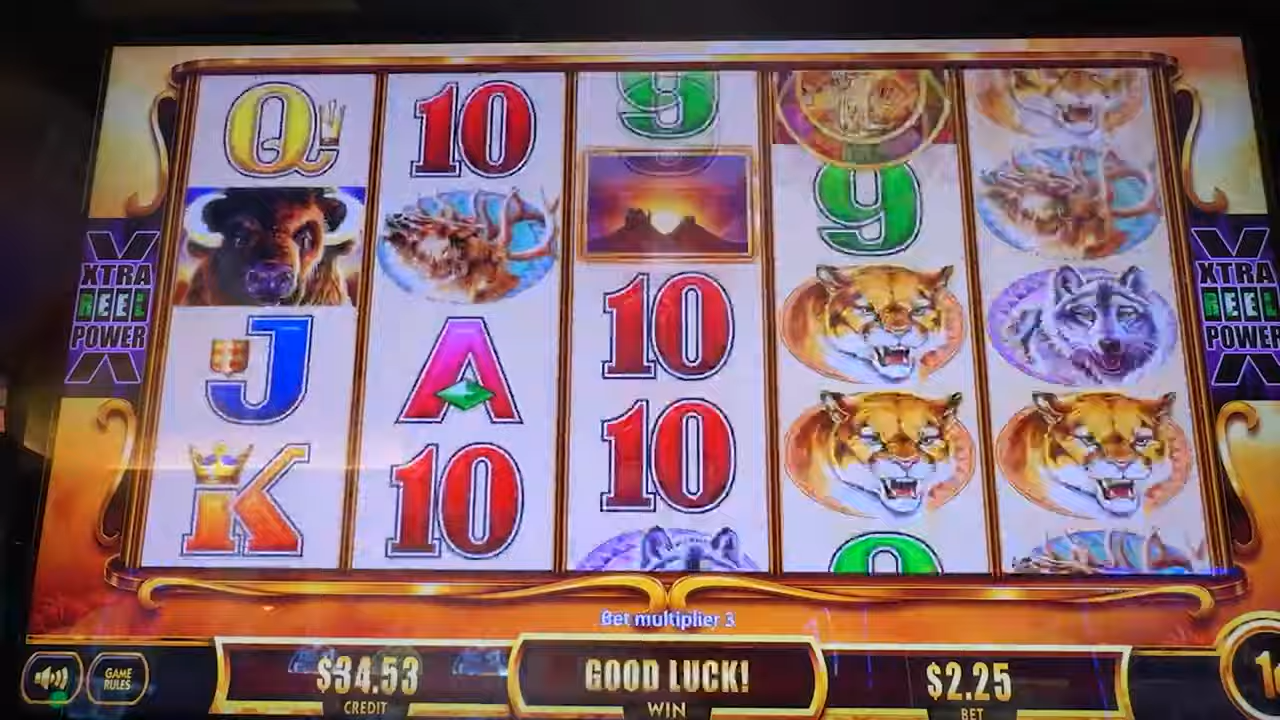 Q 10 9
9
XTRA
REEL
POWER
XTRA
REEL
POWER
10
J A
10
K 10
9
Bet multiplier 3
$34.53 GOOD LUCK! $2.25
CREDIT WIN BET
GAME
RULES